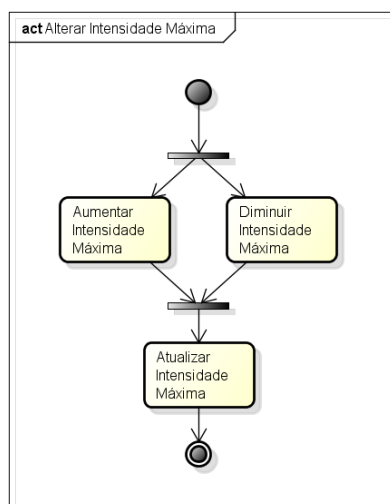 act Alterar Intensidade Máxima
Aumentar
Intensidade
Máxima
Diminuir
Intensidade
Máxima
Atualizar
Intensidade
Máxima